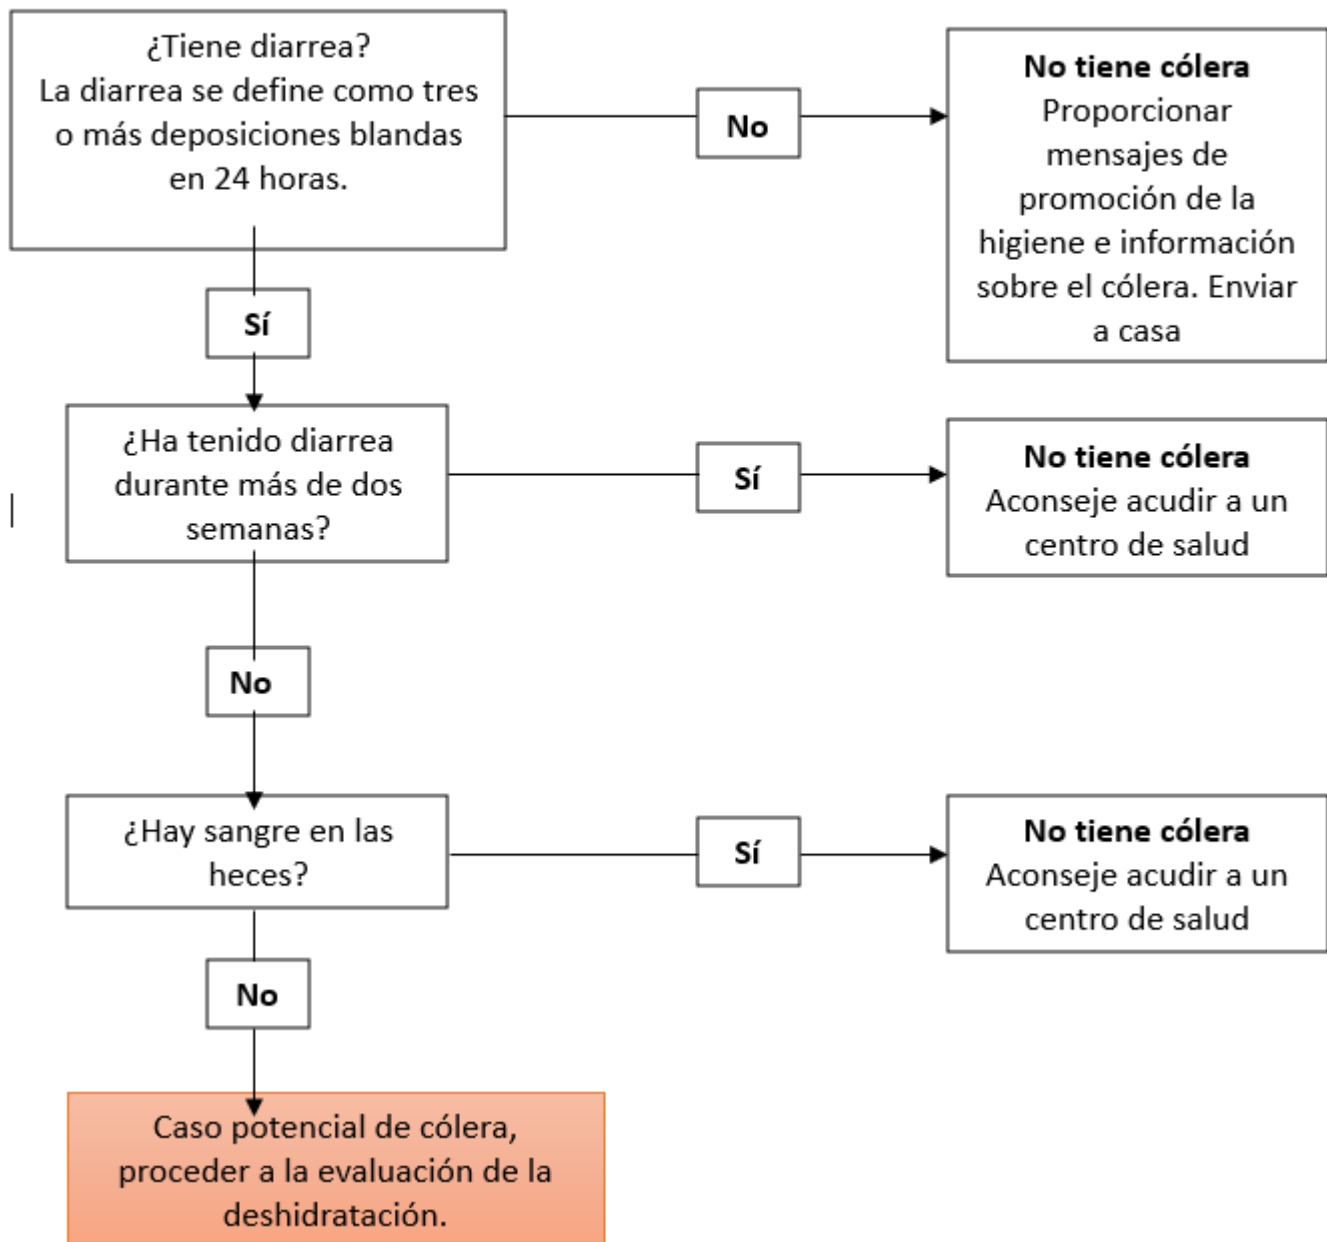 ¿Tiene diarrea?
La diarrea se define como tres
o más deposiciones blandas
en 24 horas.
No
No tiene cólera
Proporcionar
mensajes de
promoción de la
higiene e información
sobre el cólera. Enviar
a casa
Sí
¿Ha tenido diarrea
durante más de dos
semanas?
Sí
No tiene cólera
Aconseje acudir a un
centro de salud
No
¿Hay sangre en las
heces?
Sí
No tiene cólera
Aconseje acudir a un
centro de salud
No
Caso potencial de cólera,
proceder a la evaluación de la
deshidratación.